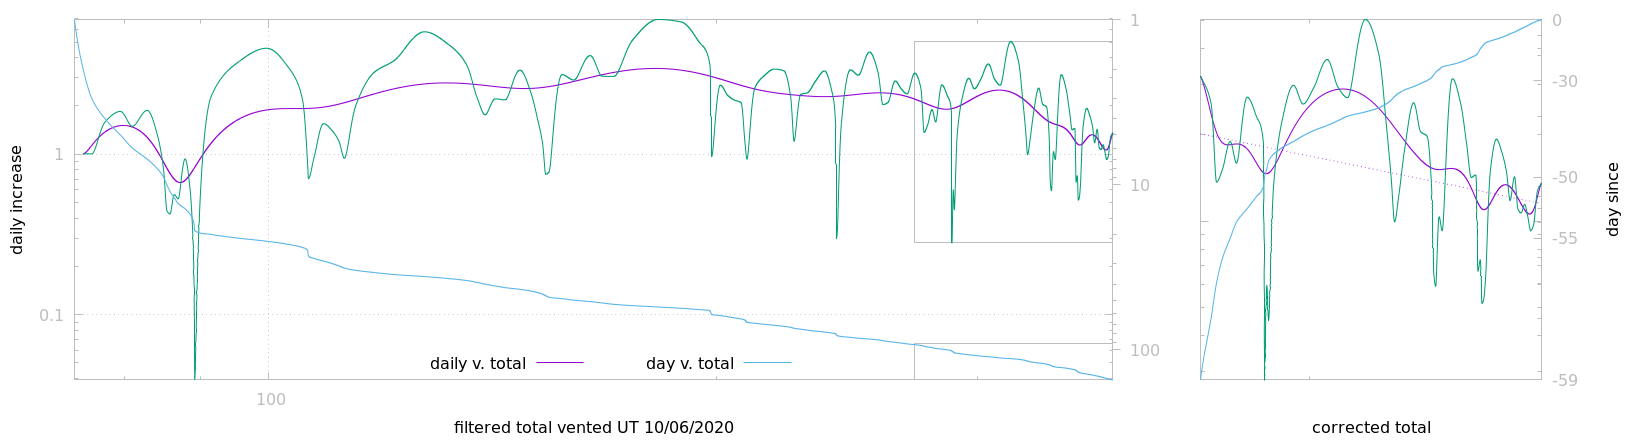 daily increase
1
0.1
100
daily v. total
day v. total
1
10
100
filtered total vented UT 10/06/2020
0
-30
-50
-55
-59
day since
corrected total